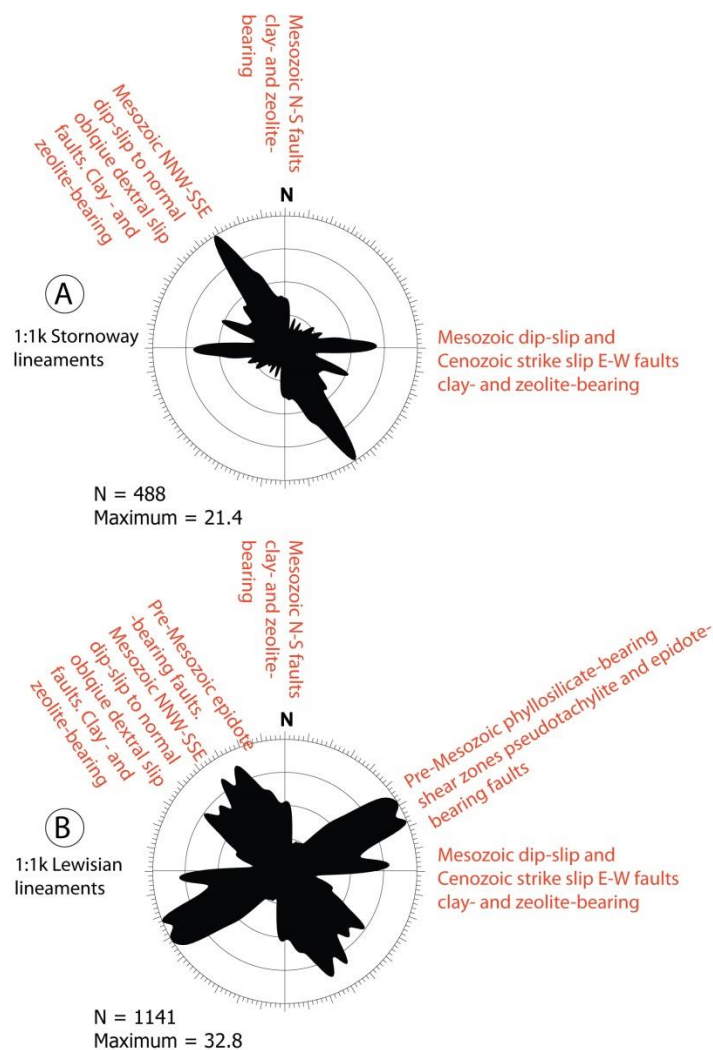 Mesozoic N-S faults
clay- and zeolite-
bearing
Mesozoic NNW-SSE
dip-slip to normal
oblqiue dextral slip
faults. Clay - and
zeolite-bearing
N
A
1:1k Stornoway
lineaments
Mesozoic dip-slip and
Cenozoic strike slip E-W faults
clay- and zeolite-bearing
N = 488
Maximum = 21.4
Mesozoic N-S faults
clay- and zeolite-
bearing
Pre-Mesozoic epidote
-bearing faults.
Mesozoic NNW-SSE
dip-slip to normal
oblqiue dextral slip
faults. Clay - and
zeolite-bearing
N
Pre-Mesozoic phyllosilicate-bearing
shear zones pseudotachylite and epidote-
bearing faults
B
1:1k Lewisian
lineaments
Mesozoic dip-slip and
Cenozoic strike slip E-W faults
clay- and zeolite-bearing
N = 1141
Maximum = 32.8